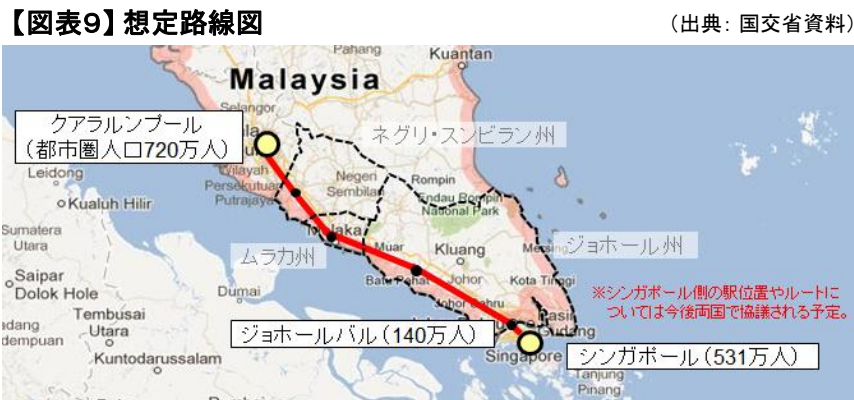 【図表9】想定路線図
(出典: 国交省資料)
Pahang
Kuantan
Malaysia
Selangor
クアラルンプール
(都市圏人口720万人)
ネグリ・スンビラン州
Leidong
Wilayah
Persekutuan
Putrajaya
Negeri
Sembilan
Rompin
Endau Rompin
National Park
Kualuh Hilir
Sumatera
Utara
ムラカ州
Muar
Kluang
Mersing
ジョホール州
Saipar
Dolok Hole
Dumai
Batu Pahat
Johor
Kota Tinggi
※シンガポール側の駅位置やルートに
ついては今後両国で協議される予定。
Tembusai
Utara
Johor Bahru
ジョホールバル(140万人)
Kuntodarussalam
Singapore
シンガポール(531万人)
Tanjung
Pinang